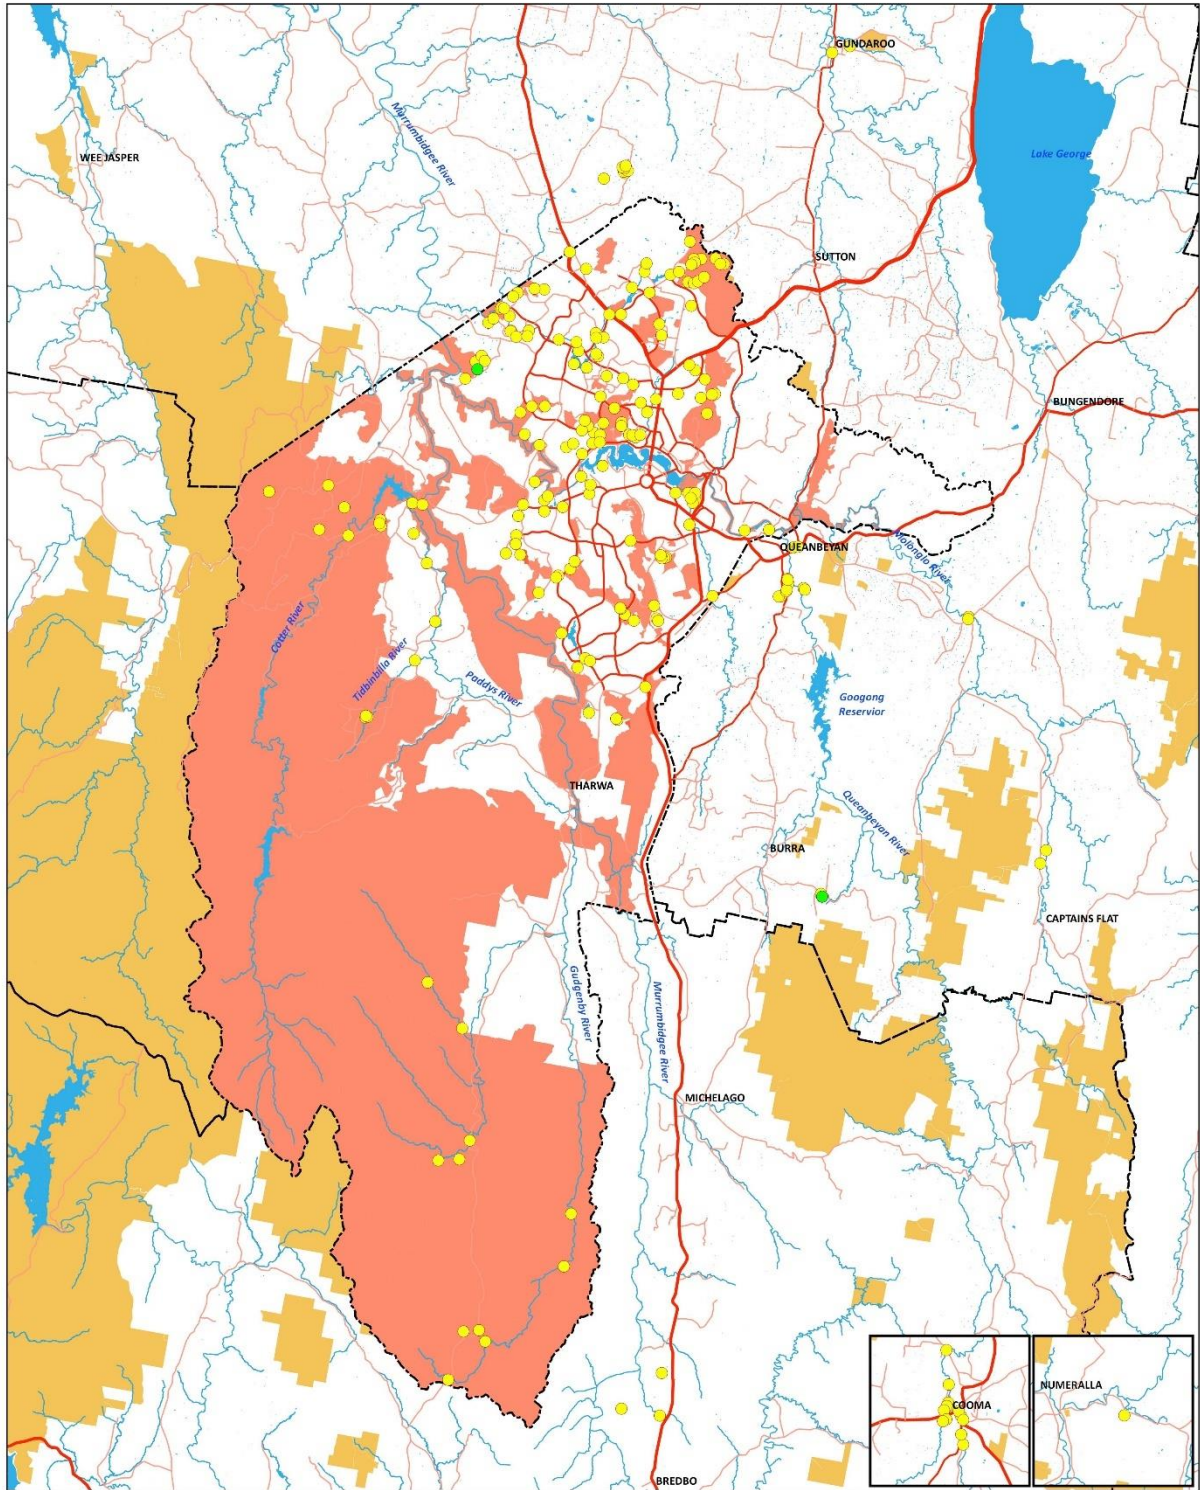 GUNDAROO
Murrumbidgee River
WEE JASPER
Lake George
SUTTON
BUNGENDORE
QUEANBEYAN
Molonglo River
Cotter River
Tidbinbilla River
Paddys River
Googong
Reservior
THARWA
Queanbeyan River
BURRA
CAPTAINS FLAT
Gudgenby River
Murrumbidgee River
MICHELAGO
COOMA
NUMERALLA
BREDBO